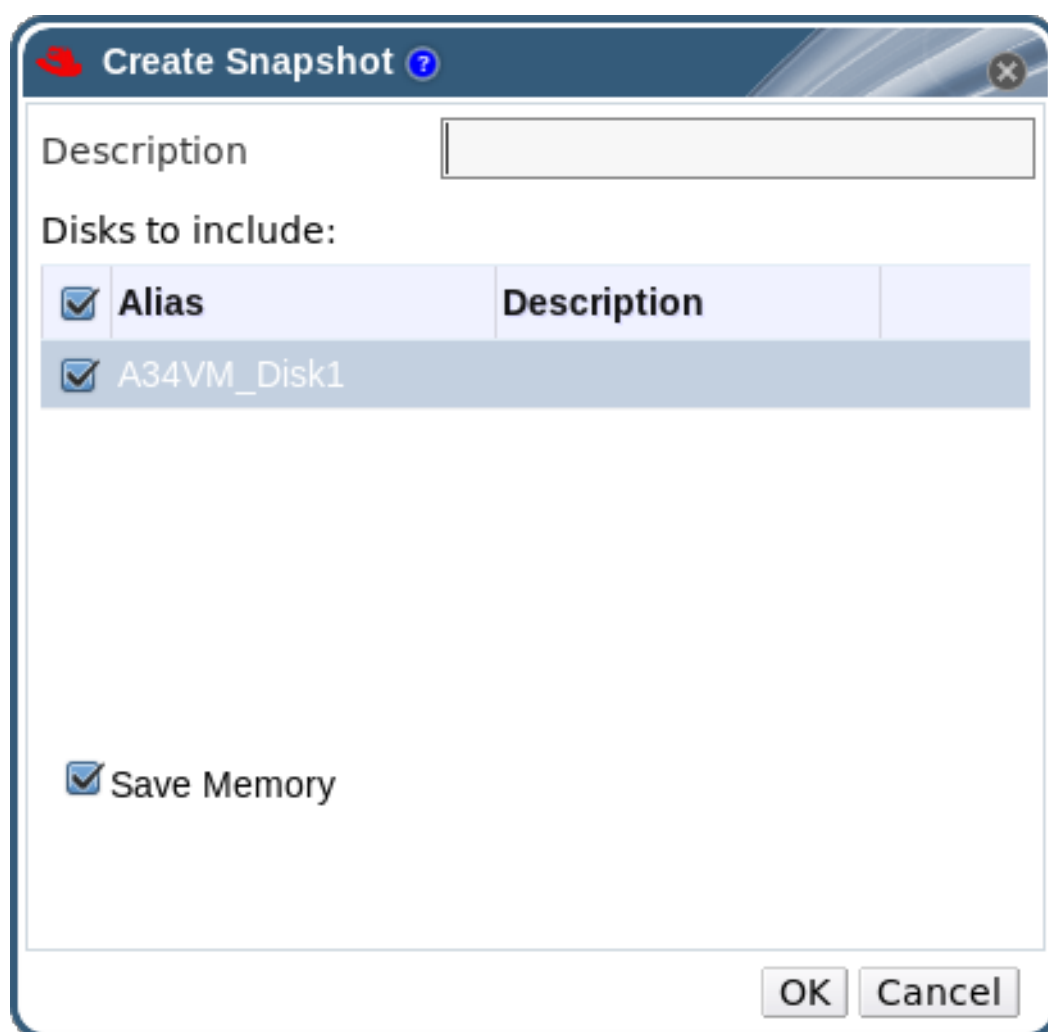 Create Snapshot ?
Description
Disks to include:
Alias Description
A34VM_Disk1
Save Memory
OK Cancel